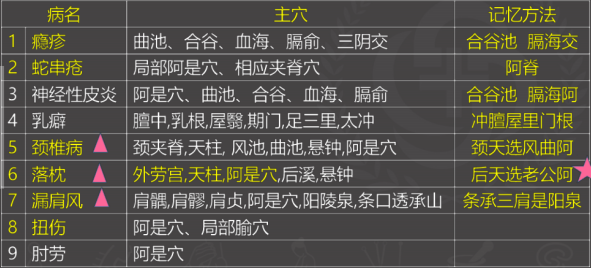 病名 主穴 记忆方法
1 瘾疹 曲池、合谷、血海、膈俞、三阴交 合谷池 膈海交
2 蛇串疮 局部阿是穴、相应夹脊穴 阿脊
3 神经性皮炎 阿是穴、曲池、合谷、血海、膈俞 合谷池 膈海阿
4 乳癖 膻中,乳根,屋翳,期门,足三里,太冲 冲膻屋里门根
5 颈椎病 颈夹脊,天柱, 风池,曲池,悬钟,阿是穴 颈天选风曲阿
6 落枕 外劳宫,天柱,阿是穴,后溪,悬钟 后天选老公阿
7 漏肩风 肩髃,肩髎,肩贞,阿是穴,阳陵泉,条口透承山 条承三肩是阳泉
8 扭伤 阿是穴、局部腧穴
9 肘劳 阿是穴